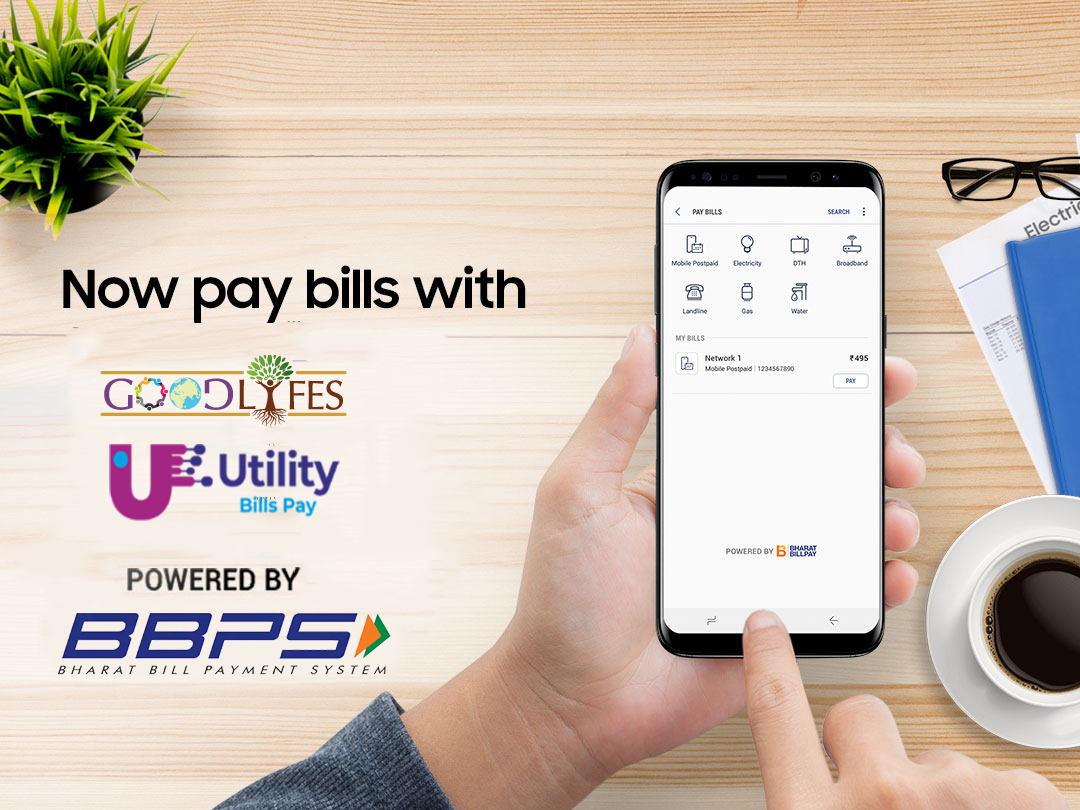 Now pay bills with
GOODLYFES
Utility
Bills Pay
POWERED BY
BBPS
BHARAT BILL PAYMENT SYSTEM
PAY BILLS SEARCH
Mobile Postpaid Electricity DTH Broadband
Landline Gas Water
MY BILLS
Network 1 ₹495
Mobile Postpaid | 1234567890
PAY
POWERED BY B BHARAT
BILLPAY
Electric